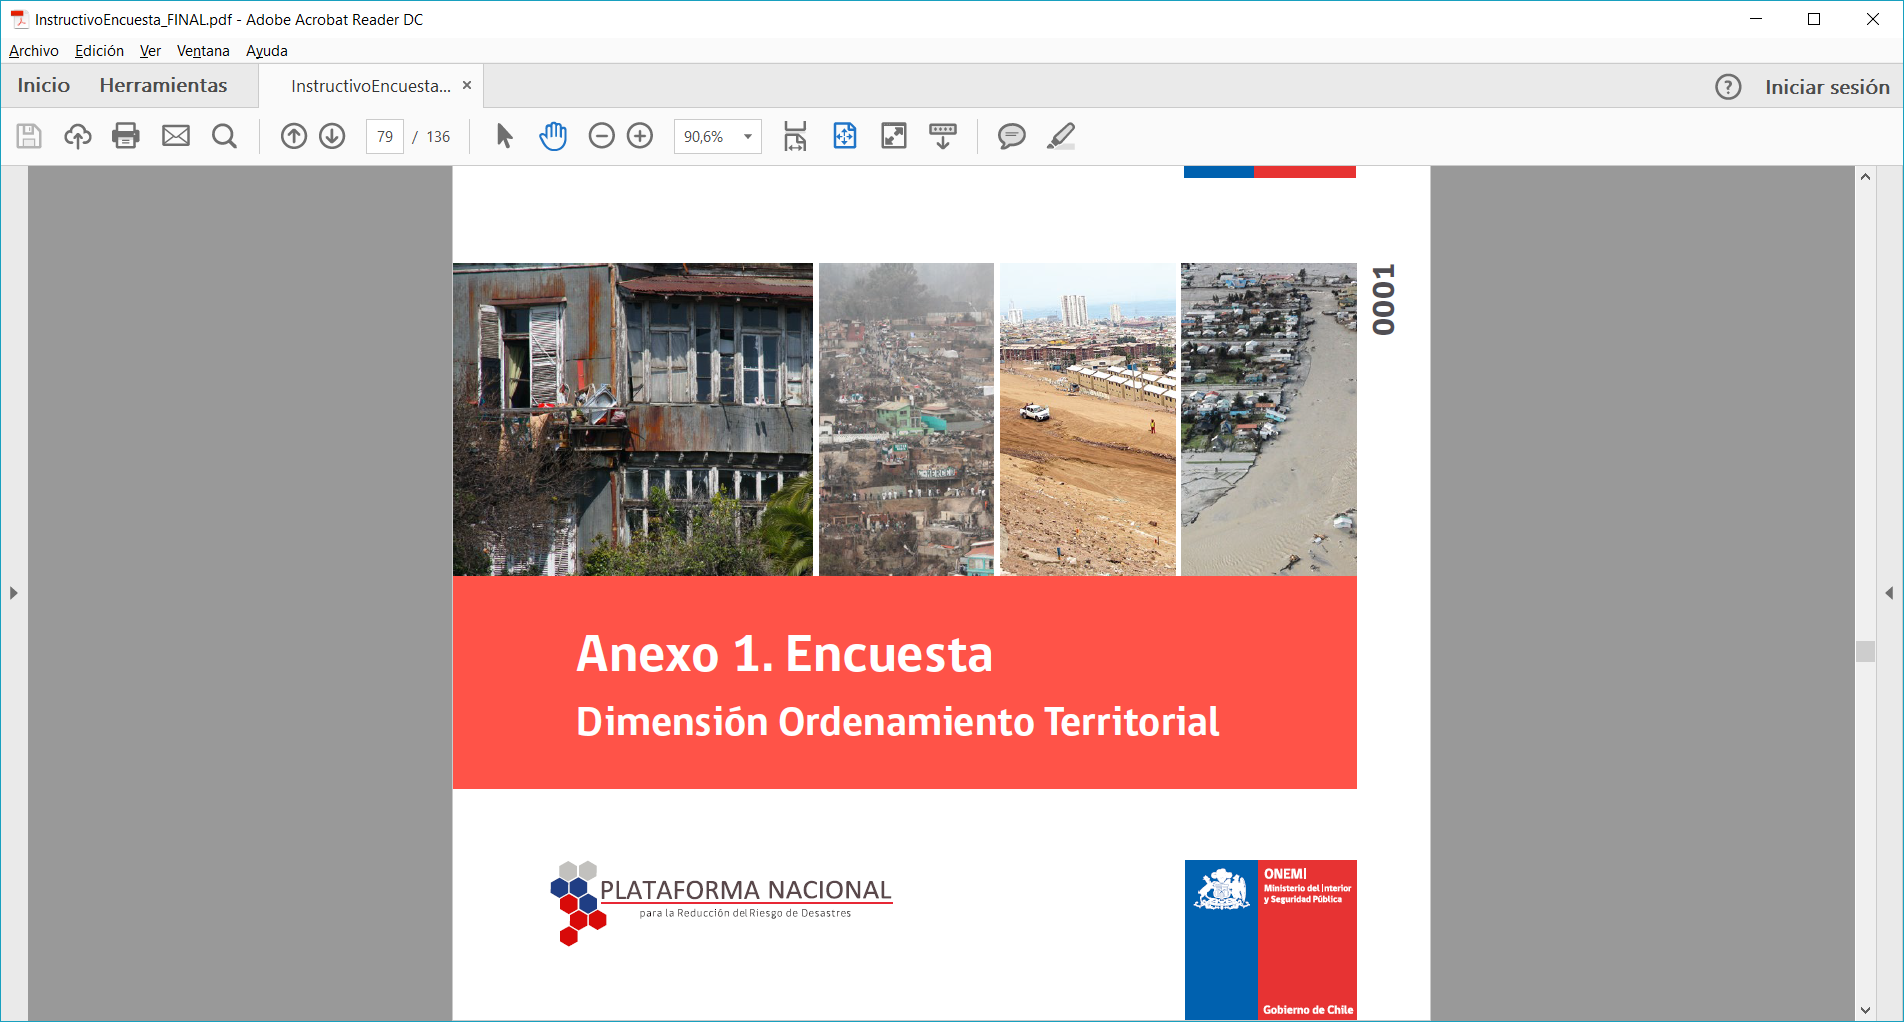 InstructivoEncuesta_FINAL.pdf - Adobe Acrobat Reader DC
Archivo Edición Ver Ventana Ayuda
Inicio Herramientas InstructivoEncuesta... × ? Iniciar sesión
79 / 136 90,6%
0001
Anexo 1. Encuesta
Dimensión Ordenamiento Territorial
PLATAFORMA NACIONAL
para la Reducción del Riesgo de Desastres
ONEMI
Ministerio del Interior
y Seguridad Pública
Gobierno de Chile